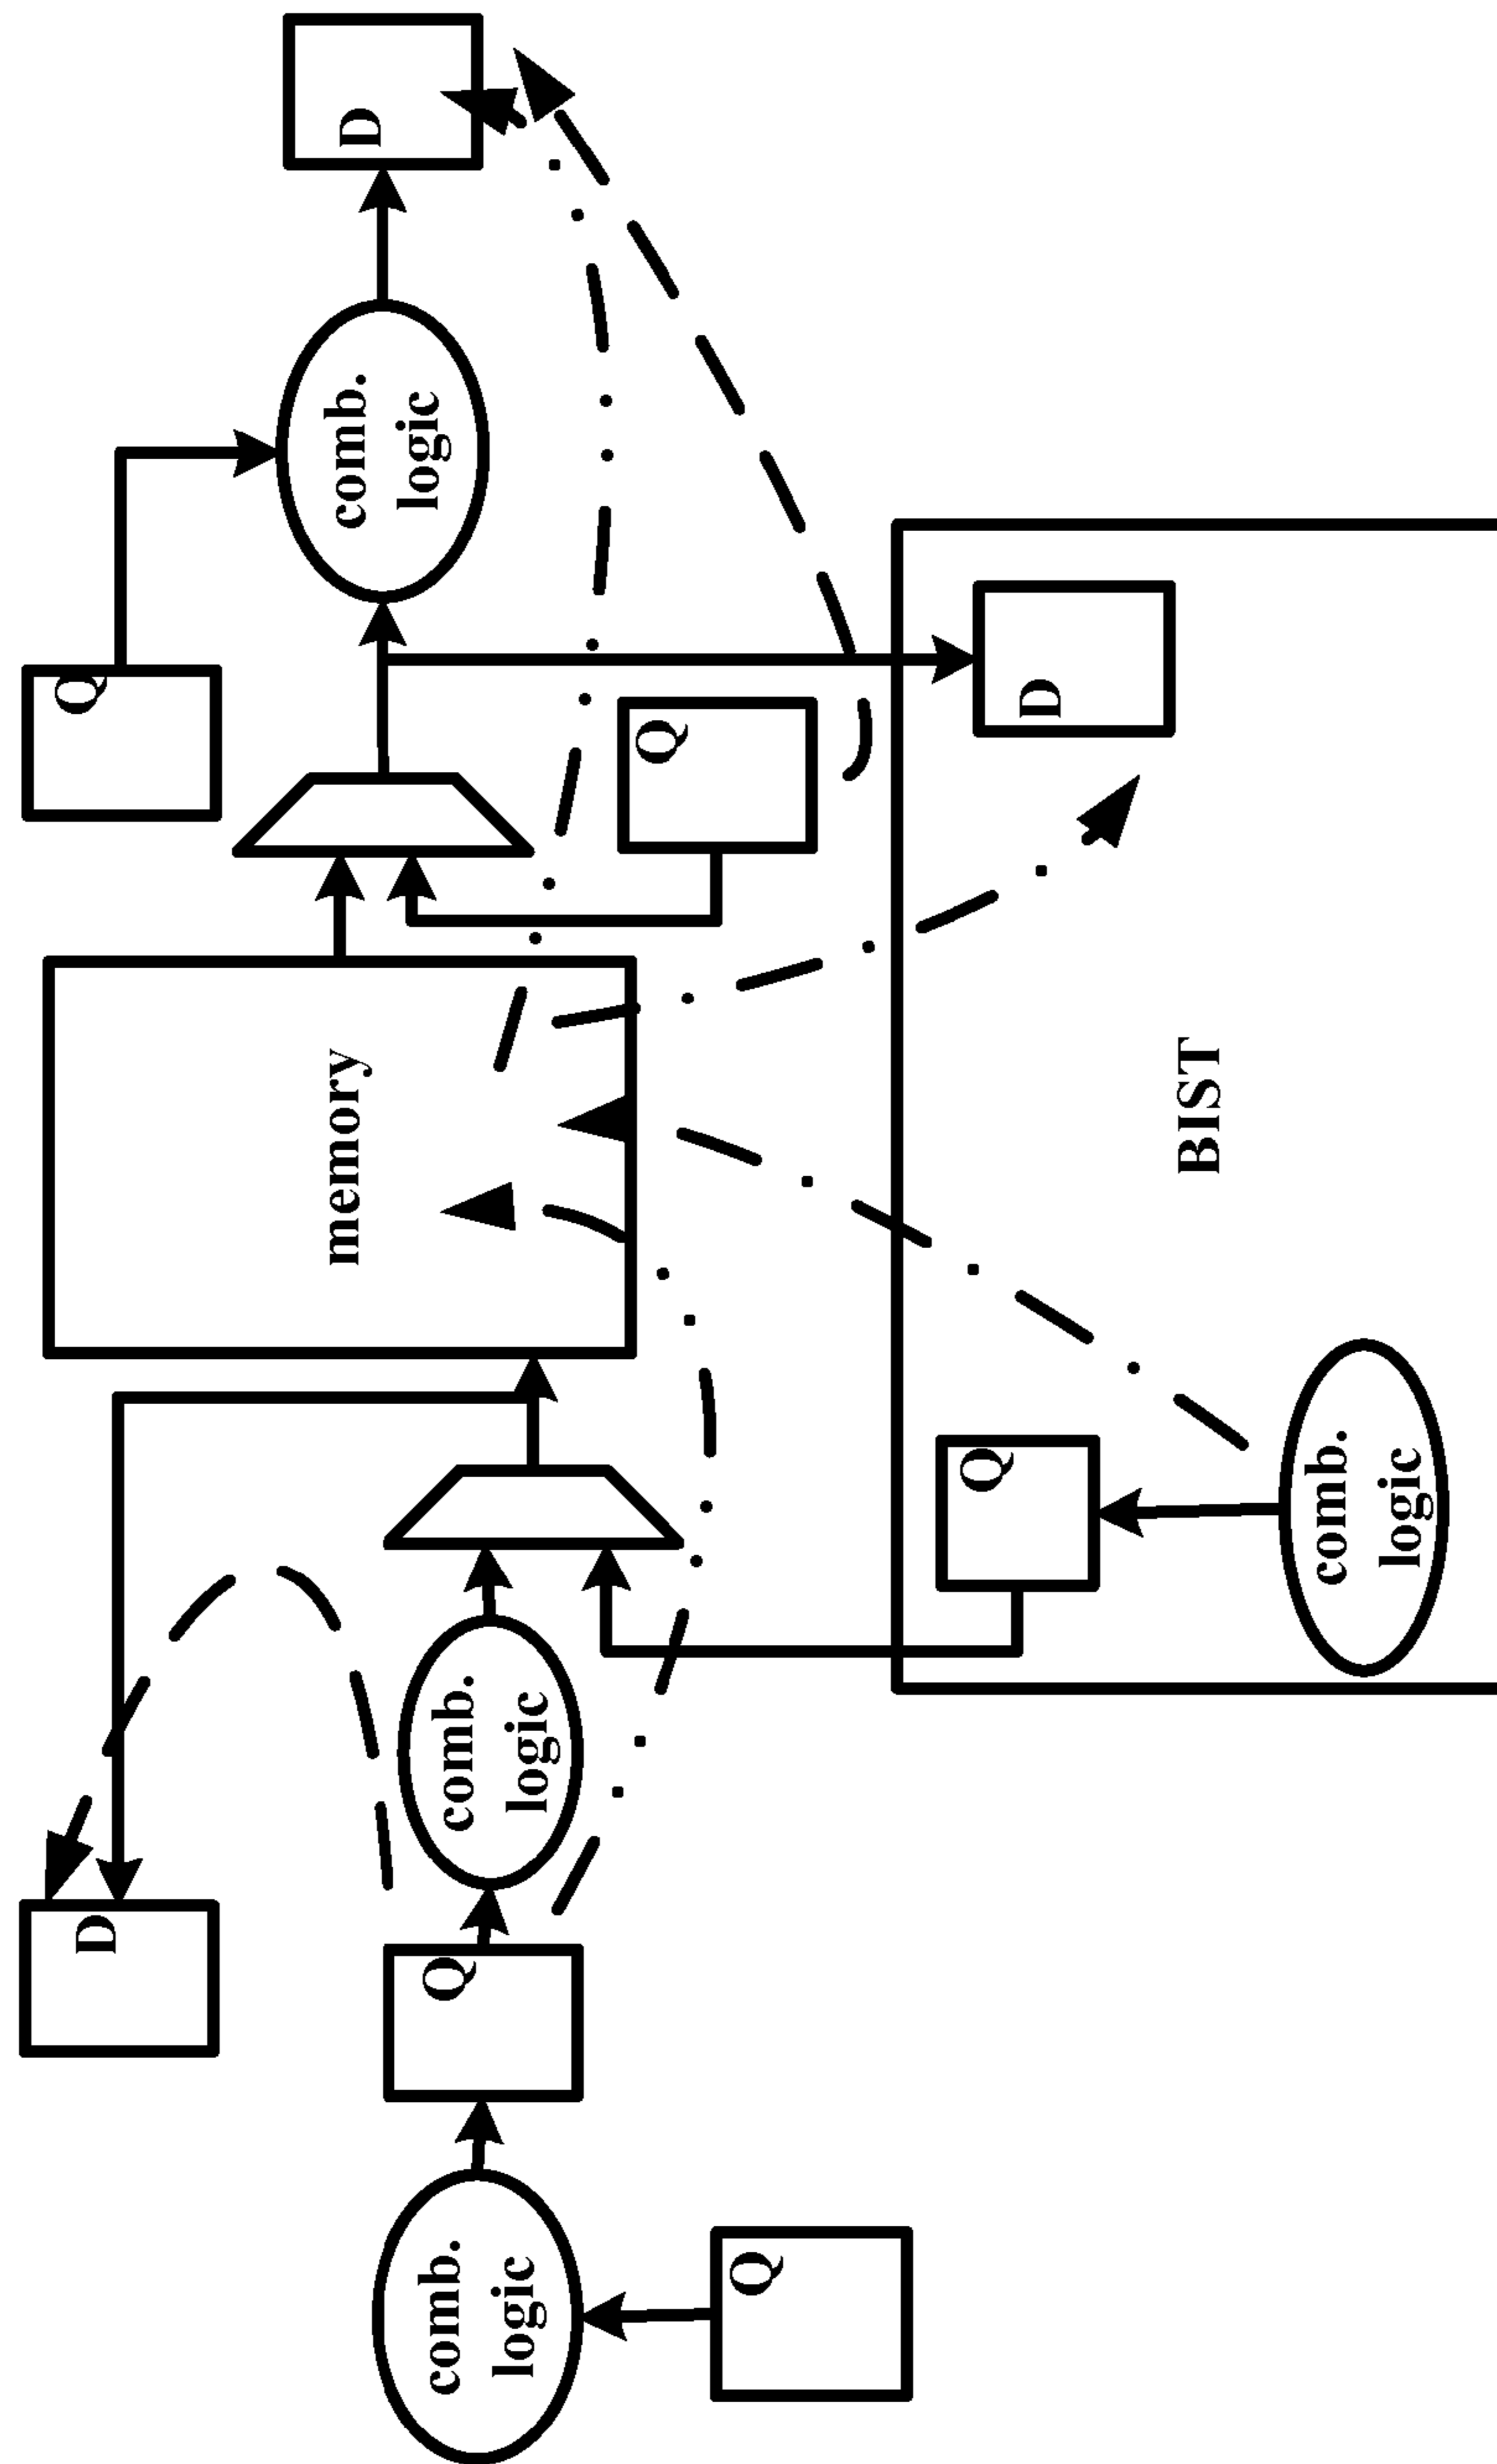 D
Q
memory
comb.
logic
D
comb.
logic
Q
comb.
logic
Q
Q
Q
D
BIST
comb.
logic